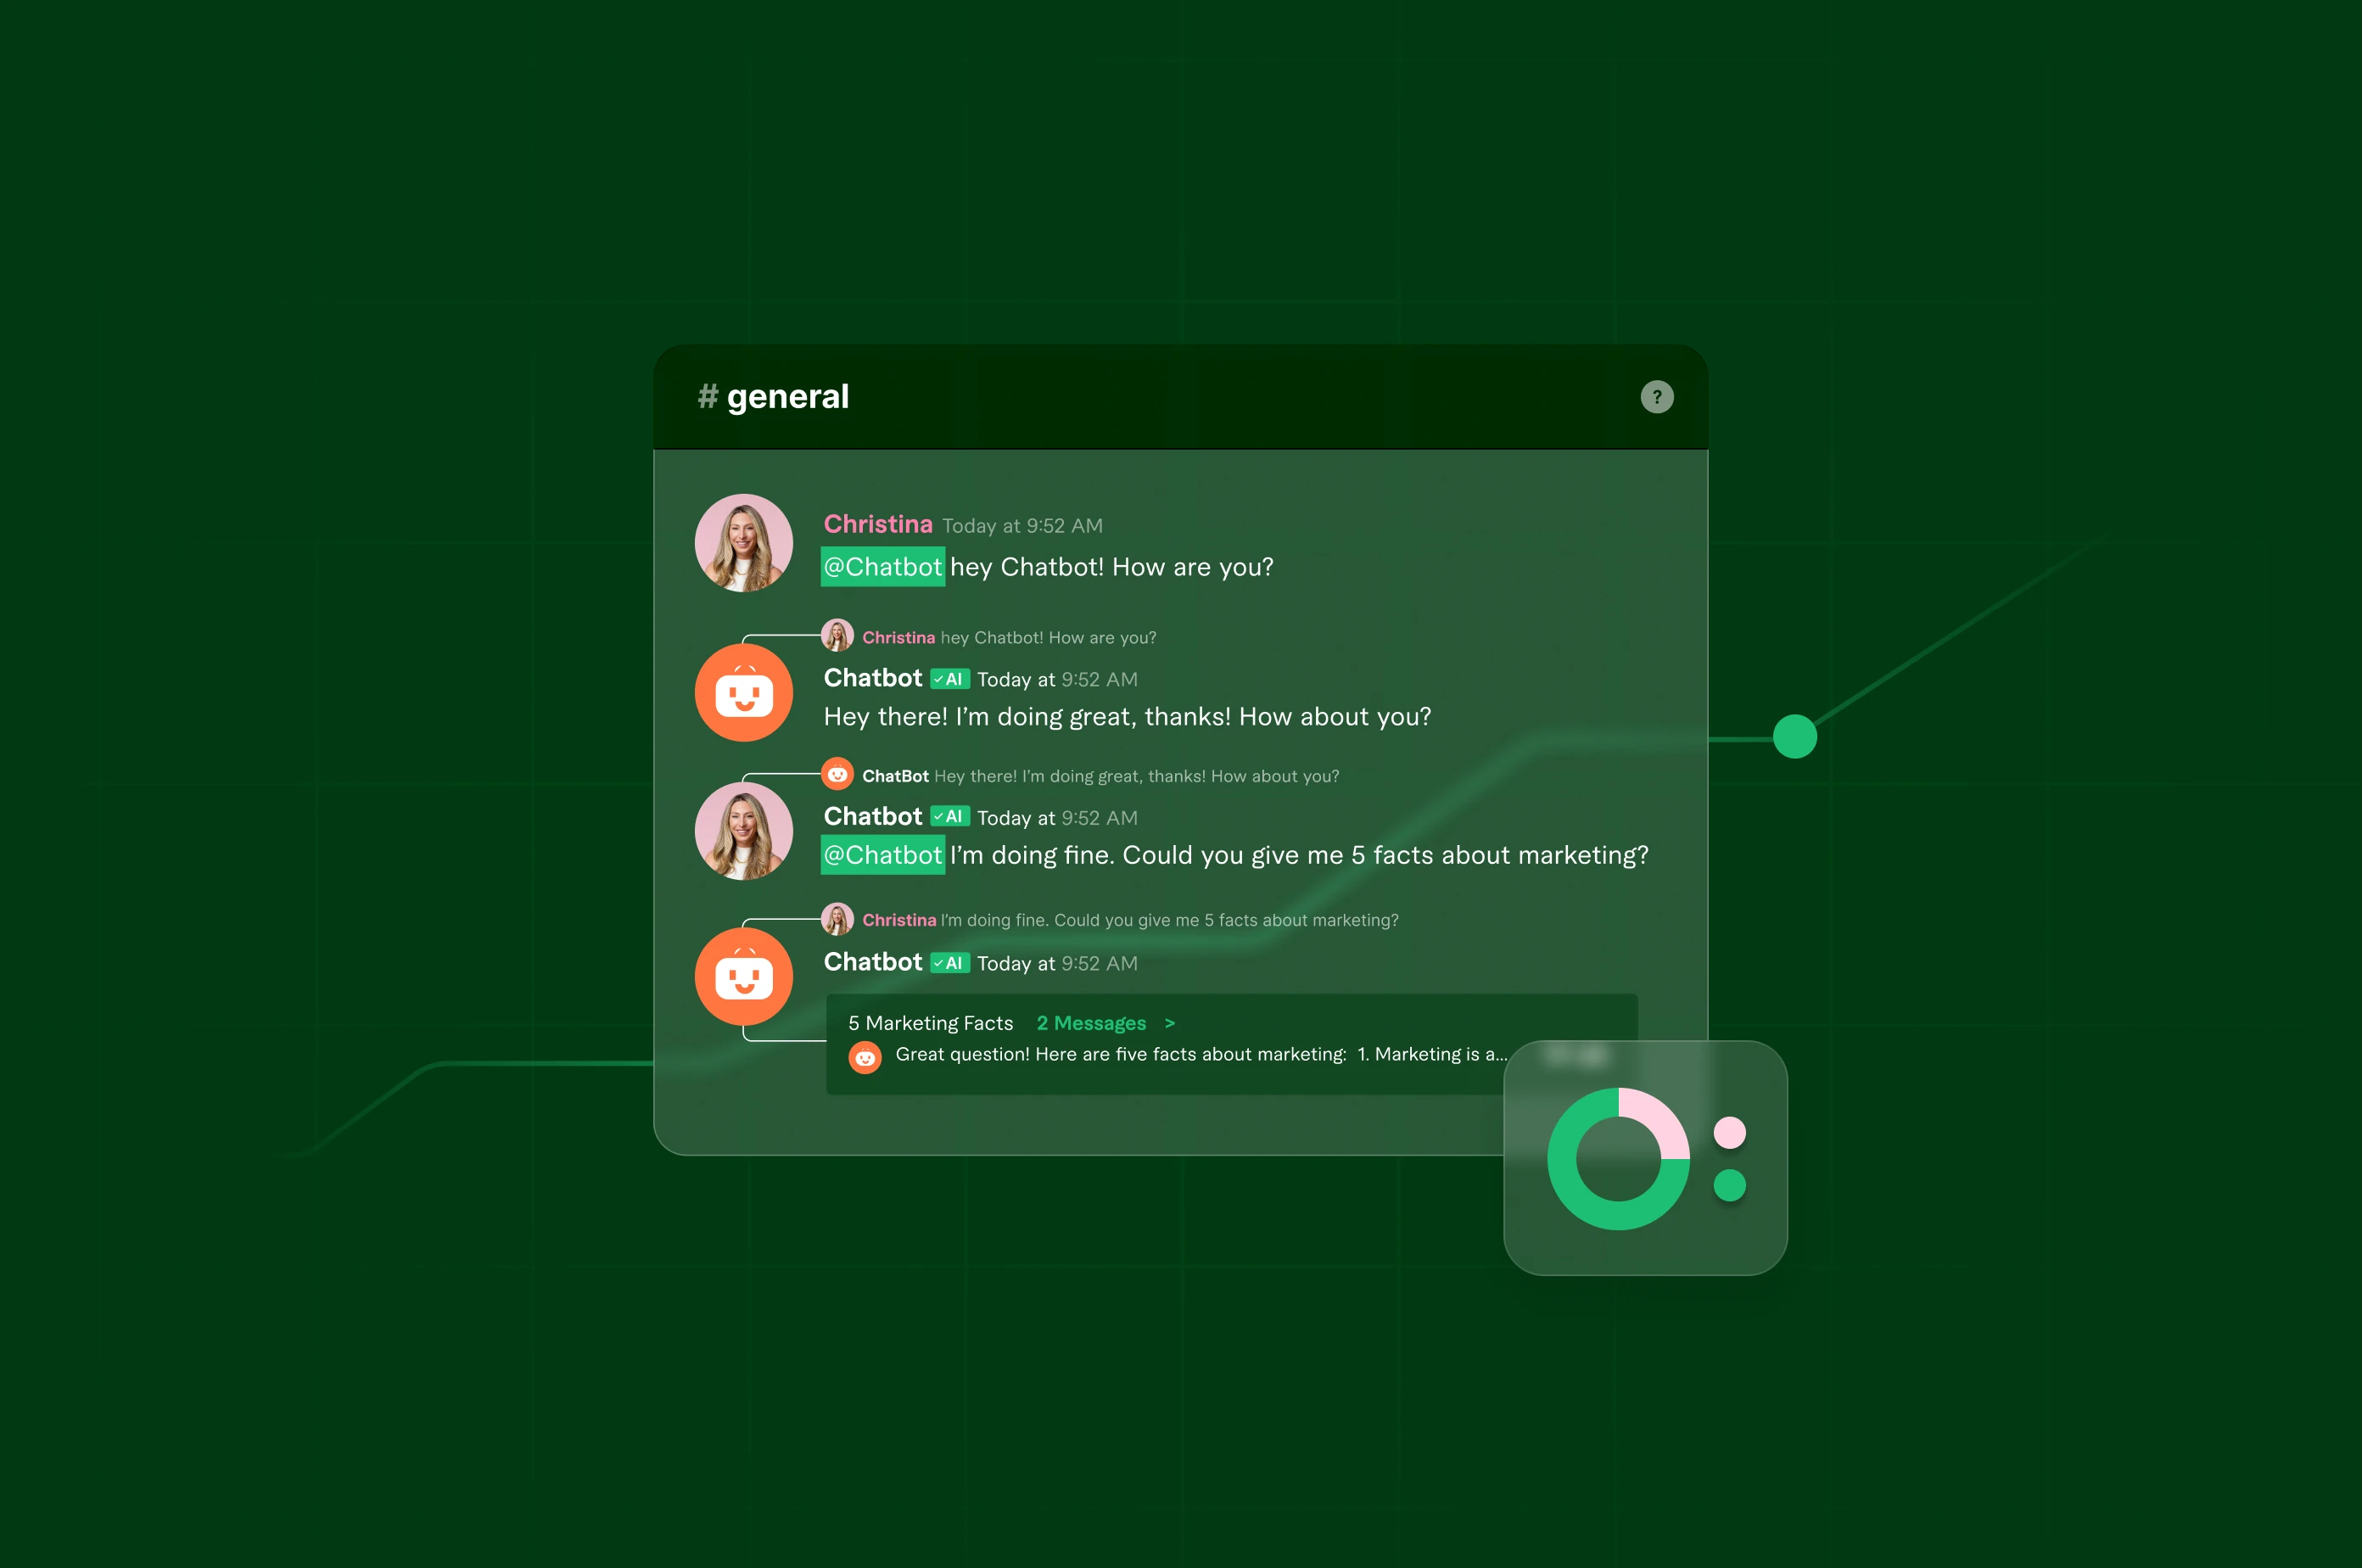 # general
?
Christina Today at 9:52 AM
@Chatbot hey Chatbot! How are you?
Christina hey Chatbot! How are you?
Chatbot AI Today at 9:52 AM
Hey there! I’m doing great, thanks! How about you?
ChatBot Hey there! I’m doing great, thanks! How about you?
Chatbot AI Today at 9:52 AM
@Chatbot I’m doing fine. Could you give me 5 facts about marketing?
Christina I’m doing fine. Could you give me 5 facts about marketing?
Chatbot AI Today at 9:52 AM
5 Marketing Facts 2 Messages >
Great question! Here are five facts about marketing: 1. Marketing is a...